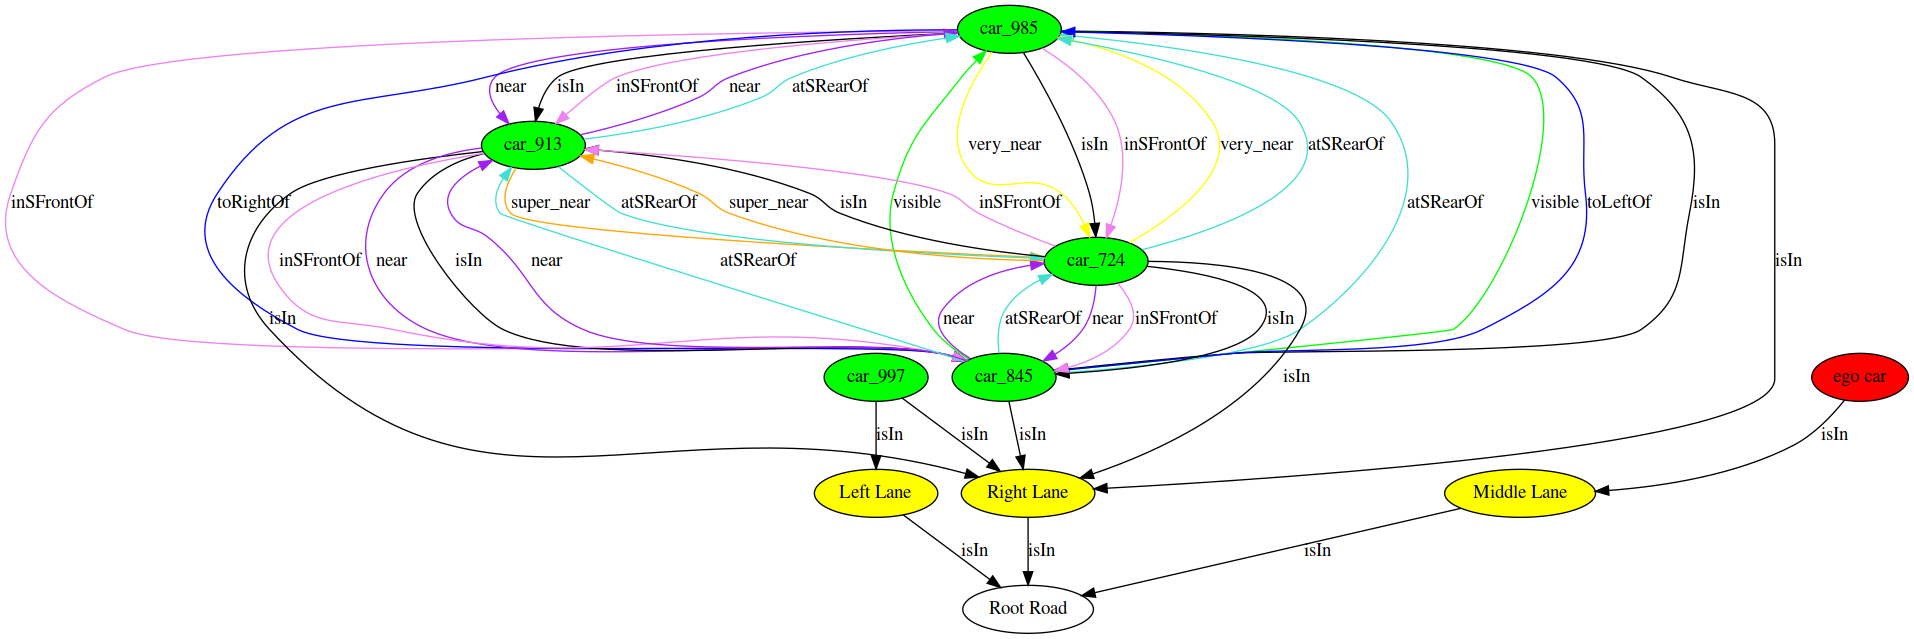 car_985
near
isIn
inSFrontOf
near
atSRearOf
car_913
very_near
isIn
inSFrontOf
very_near
atSRearOf
inSFrontOf
toRightOf
super_near
atSRearOf
super_near
isIn
visible
inSFrontOf
atSRearOf
visible
toLeftOf
isIn
inSFrontOf
near
isIn
near
atSRearOf
car_724
isIn
isIn
near
atSRearOf
near
inSFrontOf
isIn
car_997
car_845
isIn
ego car
isIn
isIn
isIn
isIn
Left Lane
Right Lane
Middle Lane
isIn
isIn
isIn
Root Road